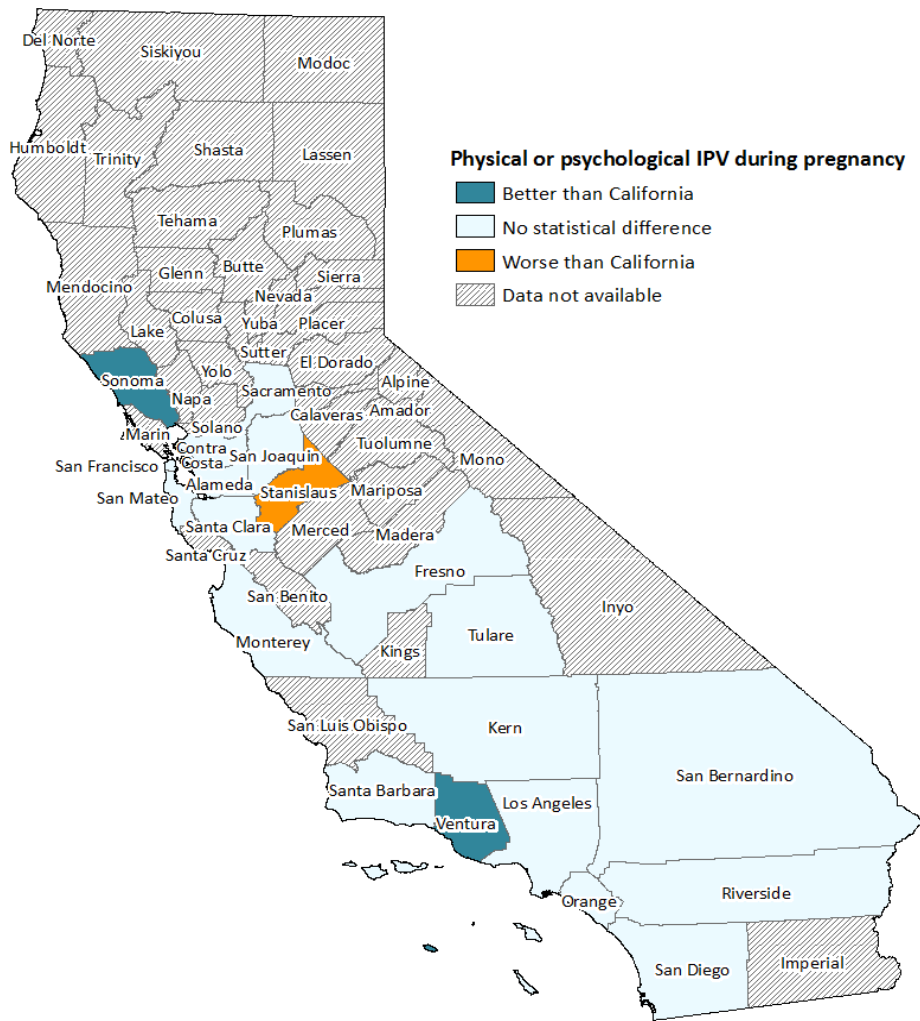 Del Norte
Siskiyou
Modoc
Humboldt
Trinity
Shasta
Lassen
Physical or psychological IPV during pregnancy
Better than California
No statistical difference
Worse than California
Data not available
Tehama
Plumas
Mendocino
Glenn
Butte
Sierra
Nevada
Lake
Colusa
Yuba
Placer
Sutter
El Dorado
Sonoma
Yolo
Alpine
Napa
Sacramento
Amador
Calaveras
Solano
Marin
Tuolumne
Contra
Costa
San Joaquin
Mono
San Francisco
Alameda
Stanislaus
Mariposa
San Mateo
Santa Clara
Merced
Madera
Santa Cruz
Fresno
San Benito
Inyo
Monterey
Kings
Tulare
San Luis Obispo
Kern
San Bernardino
Santa Barbara
Los Angeles
Ventura
Orange
Riverside
San Diego
Imperial